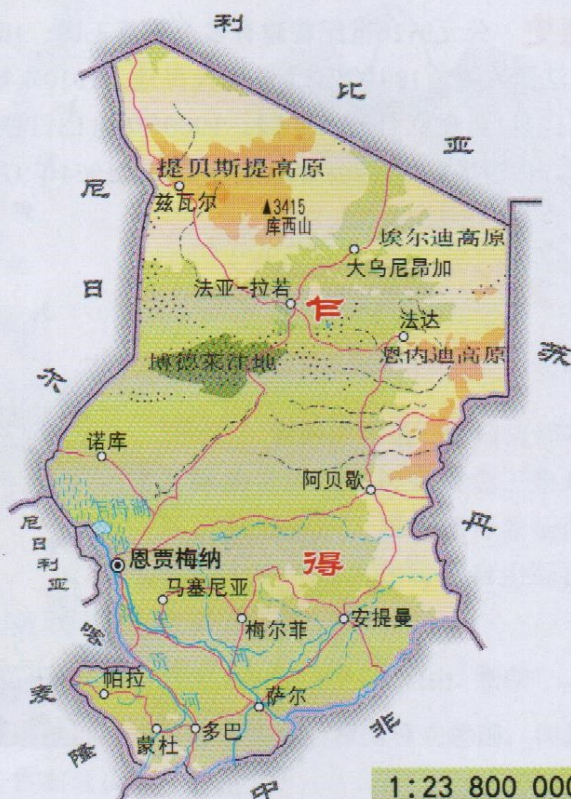 利比亚
提贝斯提高原
兹瓦尔
▲3415
库西山
尼日尔
埃尔迪高原
大乌尼昂加
法亚-拉若
乍得
法达
恩内迪高原
博德莱洼地
苏丹
诺库
阿贝歇
乍得湖
尼日利亚
恩贾梅纳
马塞尼亚
梅尔菲
安提曼
喀麦隆
帕拉
萨尔
蒙杜
多巴
贡
河
河
中非
1:23 800 000